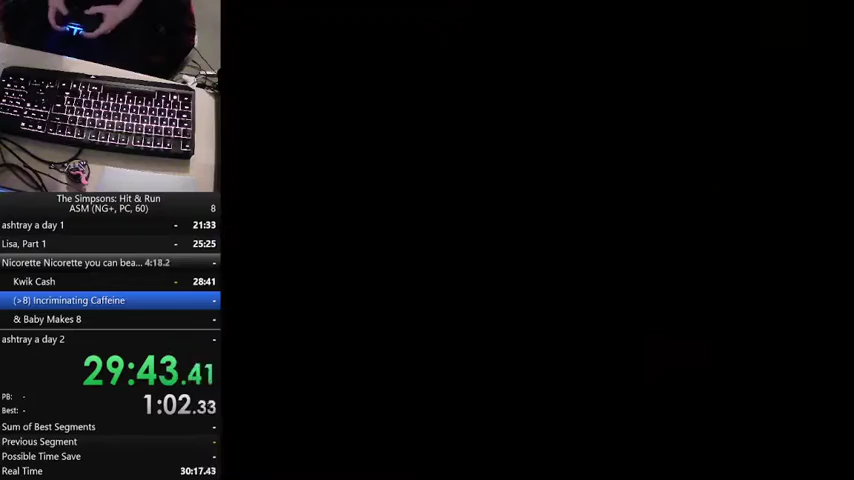 The Simpsons: Hit & Run
ASM (NG+, PC, 60) 8
ashtray a day 1 - 21:33
Lisa, Part 1 - 25:25
Nicorette Nicorette you can bea... 4:18.2 -
Kwik Cash - 28:41
(>8) Incriminating Caffeine -
& Baby Makes 8 -
ashtray a day 2 -
29:43.41
PB: -
1:02.33
Best: -
Sum of Best Segments -
Previous Segment -
Possible Time Save -
Real Time 30:17.43